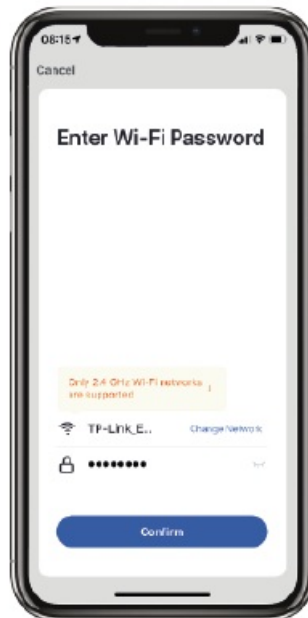 08:15
Cancel
Enter Wi-Fi Password
Only 2.4 GHz Wi-Fi networks
are supported
TP-Link_E...
Change Network
••••••••
Confirm